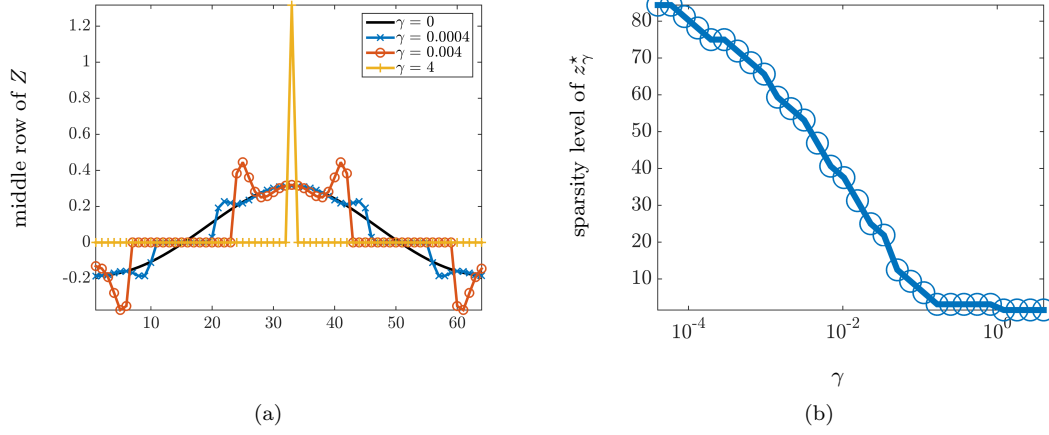 middle row of Z
1.2
1
0.8
0.6
0.4
0.2
0
-0.2
10
20
30
40
50
60
γ = 0
γ = 0.0004
γ = 0.004
γ = 4
(a)
sparsity level of z⋆γ
80
70
60
50
40
30
20
10
10⁻⁴
10⁻²
10⁰
γ
(b)